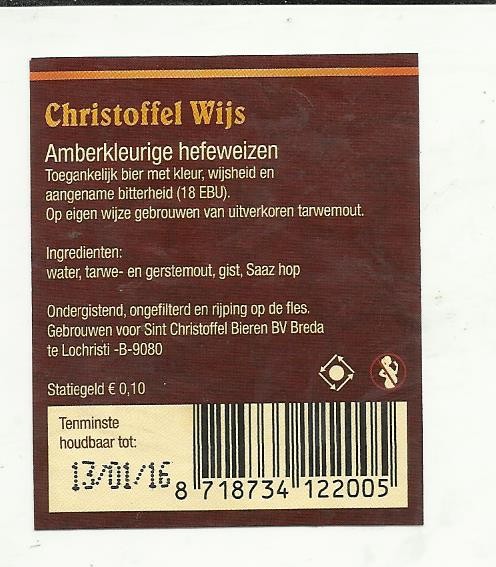 Christoffel Wijs
Amberkleurige hefeweizen
Toegankelijk bier met kleur, wijsheid en
aangename bitterheid (18 EBU).
Op eigen wijze gebrouwen van uitverkoren tarwemout.
Ingredienten:
water, tarwe- en gerstemout, gist, Saaz hop
Ondergistend, ongefilterd en rijping op de fles.
Gebrouwen voor Sint Christoffel Bieren BV Breda
te Lochristi -B-9080
Statiegeld € 0,10
Tenminste
houdbaar tot:
13/01/16
8 718734 122005